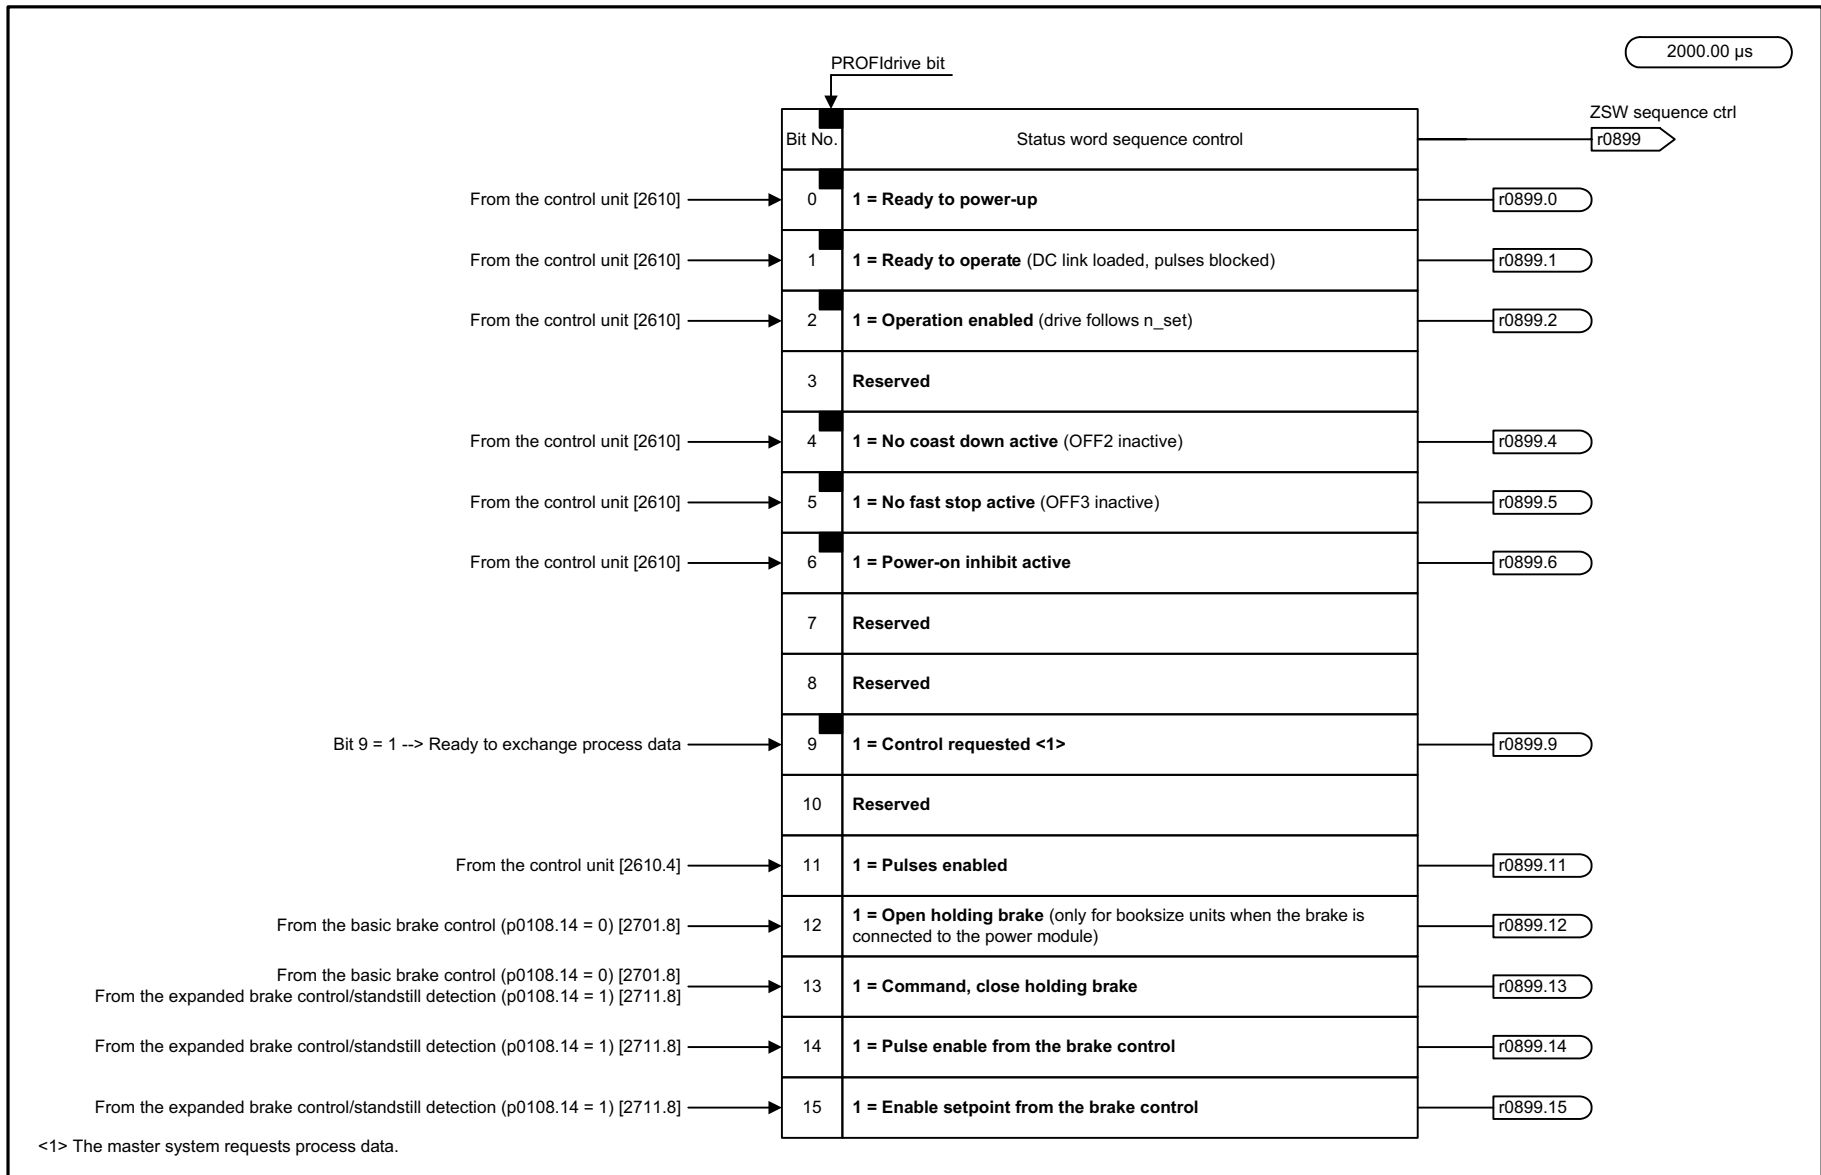 2000.00 µs
PROFIdrive bit
ZSW sequence ctrl
Bit No. Status word sequence control r0899
From the control unit [2610] 0 1 = Ready to power-up r0899.0
From the control unit [2610] 1 1 = Ready to operate (DC link loaded, pulses blocked) r0899.1
From the control unit [2610] 2 1 = Operation enabled (drive follows n_set) r0899.2
3 Reserved
From the control unit [2610] 4 1 = No coast down active (OFF2 inactive) r0899.4
From the control unit [2610] 5 1 = No fast stop active (OFF3 inactive) r0899.5
From the control unit [2610] 6 1 = Power-on inhibit active r0899.6
7 Reserved
8 Reserved
Bit 9 = 1 --> Ready to exchange process data 9 1 = Control requested <1> r0899.9
10 Reserved
From the control unit [2610.4] 11 1 = Pulses enabled r0899.11
From the basic brake control (p0108.14 = 0) [2701.8] 12 1 = Open holding brake (only for booksize units when the brake is
connected to the power module) r0899.12
From the basic brake control (p0108.14 = 0) [2701.8]
From the expanded brake control/standstill detection (p0108.14 = 1) [2711.8] 13 1 = Command, close holding brake r0899.13
From the expanded brake control/standstill detection (p0108.14 = 1) [2711.8] 14 1 = Pulse enable from the brake control r0899.14
From the expanded brake control/standstill detection (p0108.14 = 1) [2711.8] 15 1 = Enable setpoint from the brake control r0899.15
<1> The master system requests process data.